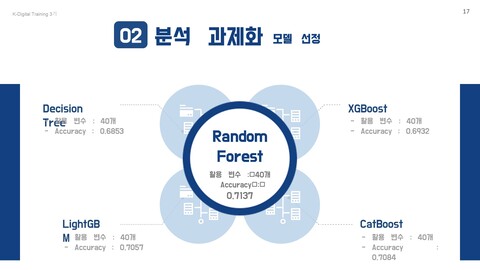 K-Digital Training 8기
17
02 분석 과제화 모델 선정
Decision
Tree
- 활용 변수 : 40개
- Accuracy : 0.6853
XGBoost
- 활용 변수 : 40개
- Accuracy : 0.6932
Random
Forest
활용 변수 :□40개
Accuracy□:□
0.7137
LightGB
M
- 활용 변수 : 40개
- Accuracy : 0.7057
CatBoost
- 활용 변수 : 40개
- Accuracy :
0.7084